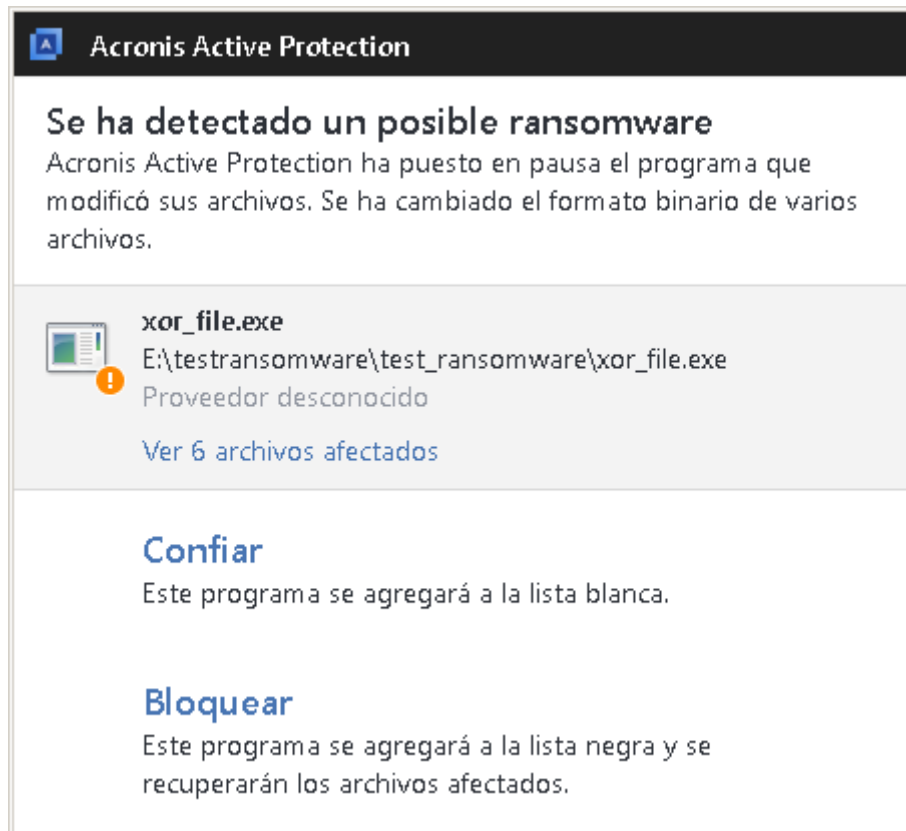 Acronis Active Protection
Se ha detectado un posible ransomware
Acronis Active Protection ha puesto en pausa el programa que
modificó sus archivos. Se ha cambiado el formato binario de varios
archivos.
xor_file.exe
E:\testransomware\test_ransomware\xor_file.exe
Proveedor desconocido
Ver 6 archivos afectados
Confiar
Este programa se agregará a la lista blanca.
Bloquear
Este programa se agregará a la lista negra y se
recuperarán los archivos afectados.